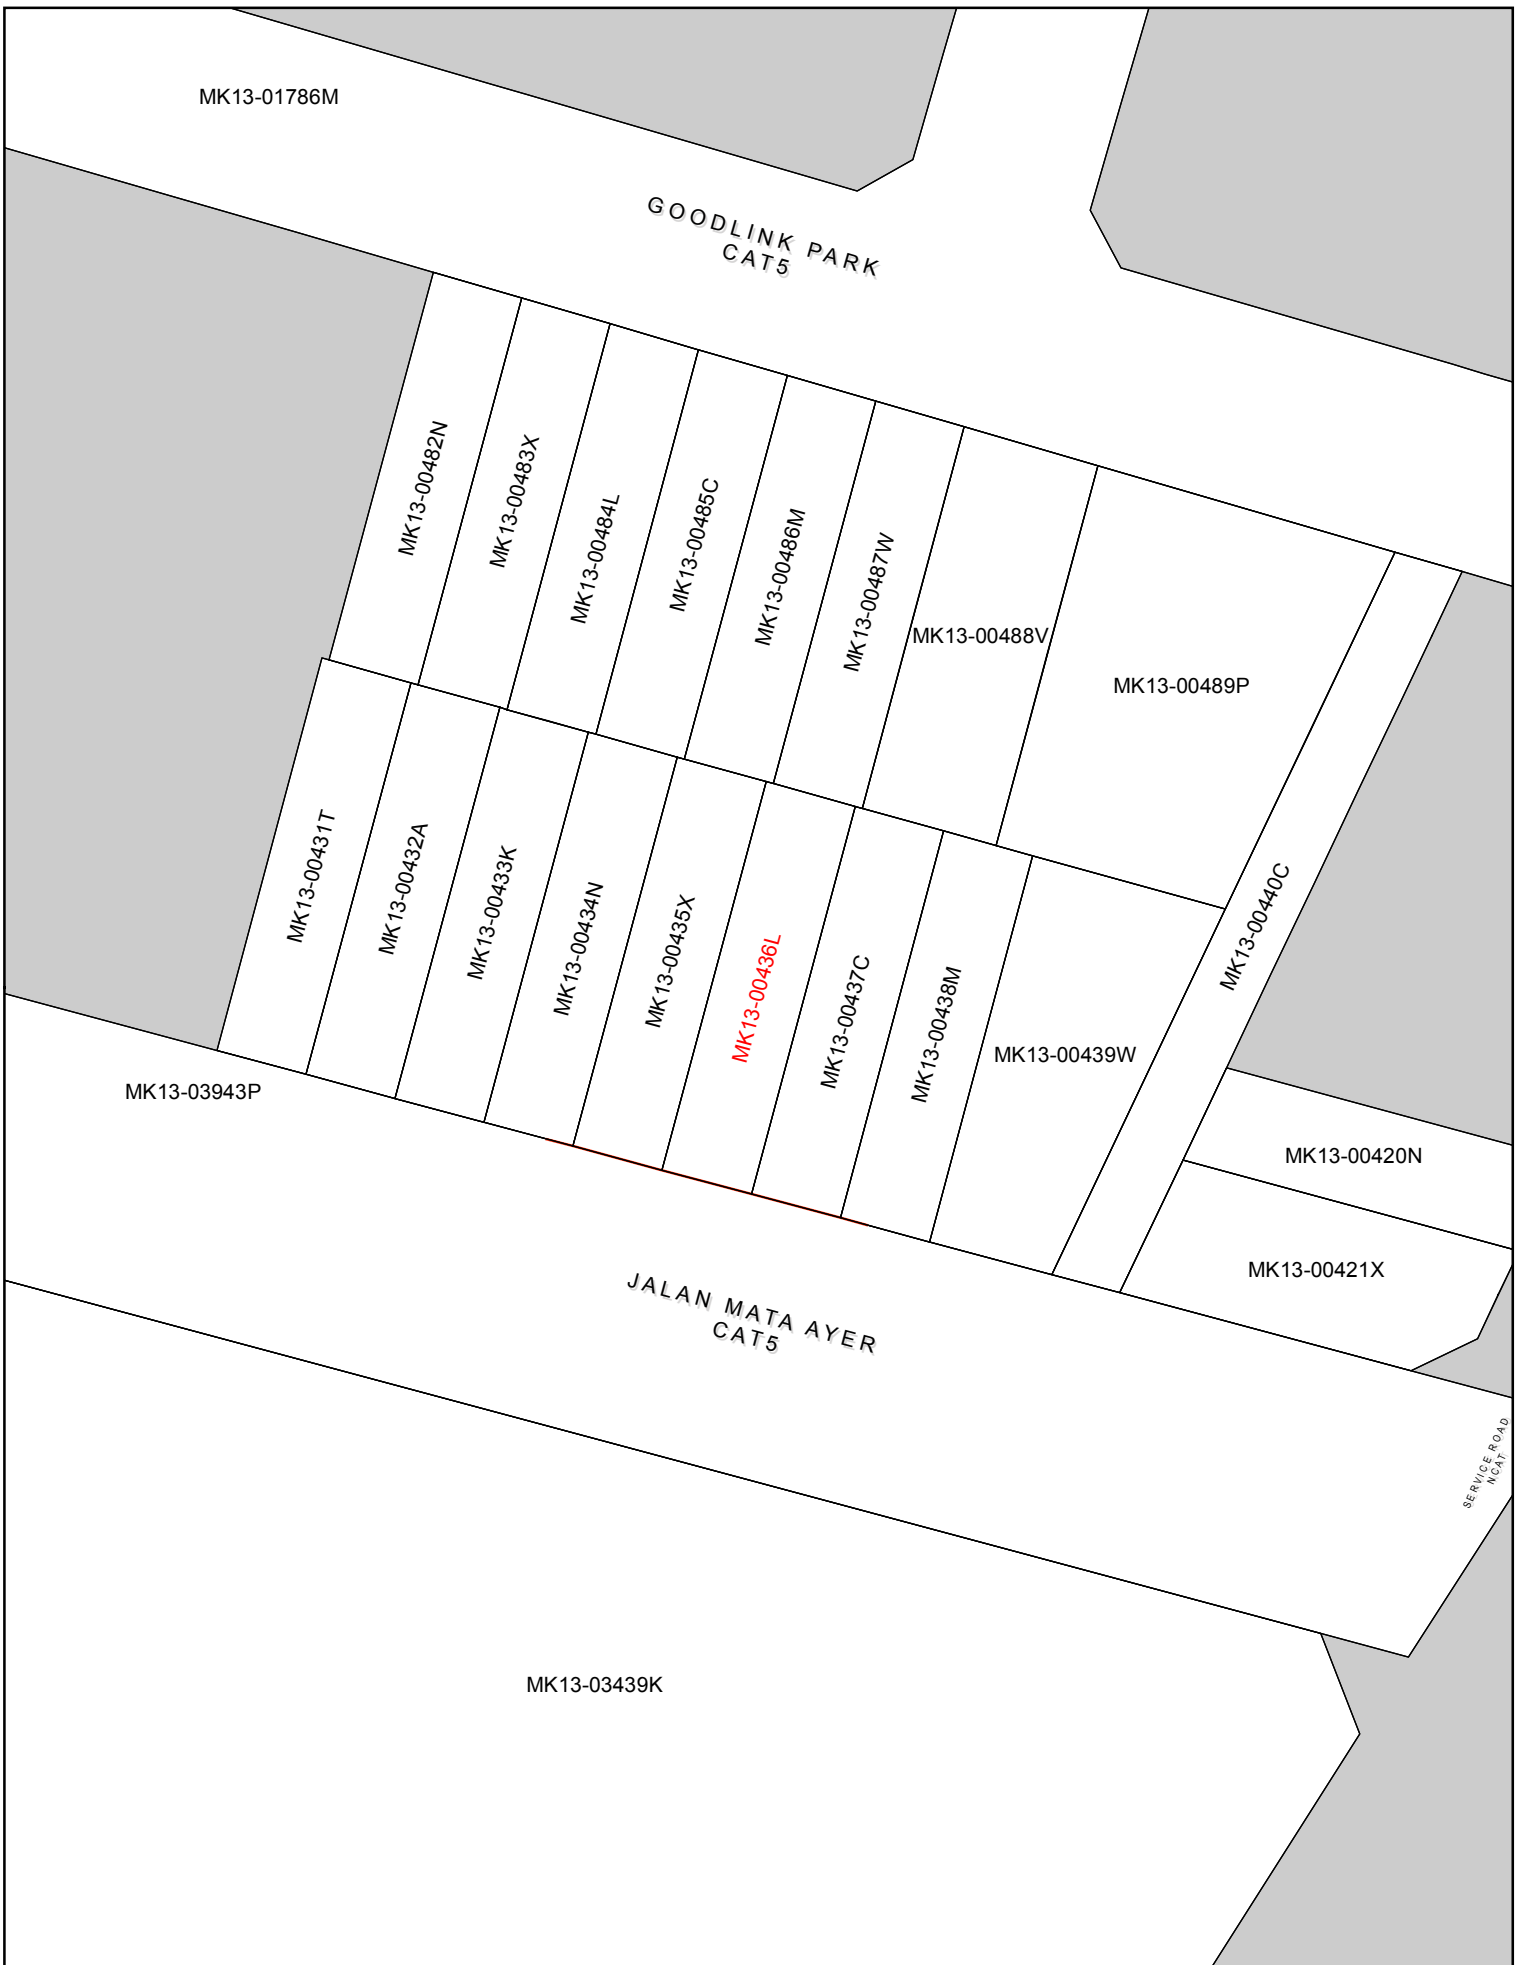 MK13-01786M
GOODLINK PARK
CAT5
MK13-00482N
MK13-00483X
MK13-00484L
MK13-00485C
MK13-00486M
MK13-00487W
MK13-00488V
MK13-00489P
MK13-00431T
MK13-00432A
MK13-00433K
MK13-00434N
MK13-00435X
MK13-00436L
MK13-00437C
MK13-00438M
MK13-00439W
MK13-00440C
MK13-03943P
MK13-00420N
MK13-00421X
JALAN MATA AYER
CAT5
SERVICE ROAD
NCAT
MK13-03439K